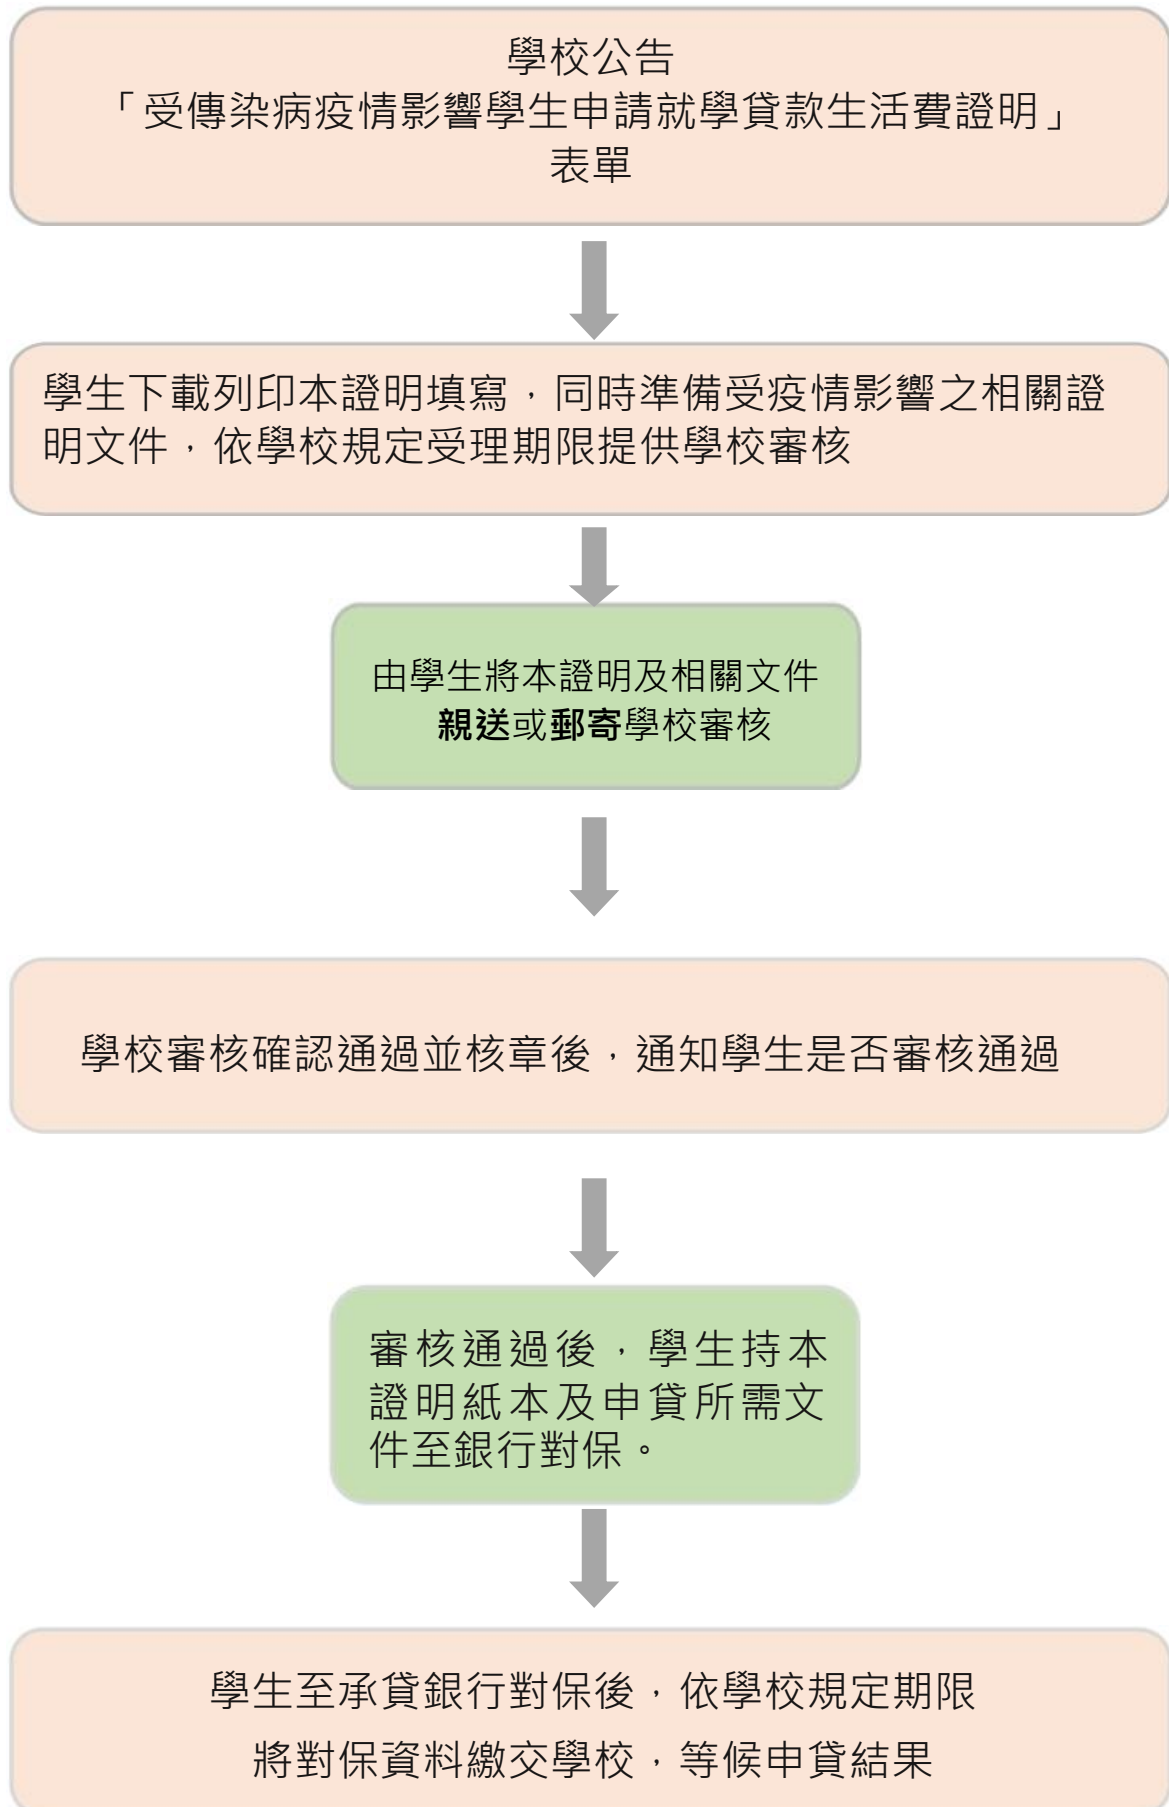 學校公告
「受傳染病疫情影響學生申請就學貸款生活費證明」
表單
學生下載列印本證明填寫，同時準備受疫情影響之相關證
明文件，依學校規定受理期限提供學校審核
由學生將本證明及相關文件
親送或郵寄學校審核
學校審核確認通過並核章後，通知學生是否審核通過
審核通過後，學生持本
證明紙本及申貸所需文
件至銀行對保。
學生至承貸銀行對保後，依學校規定期限
將對保資料繳交學校，等候申貸結果